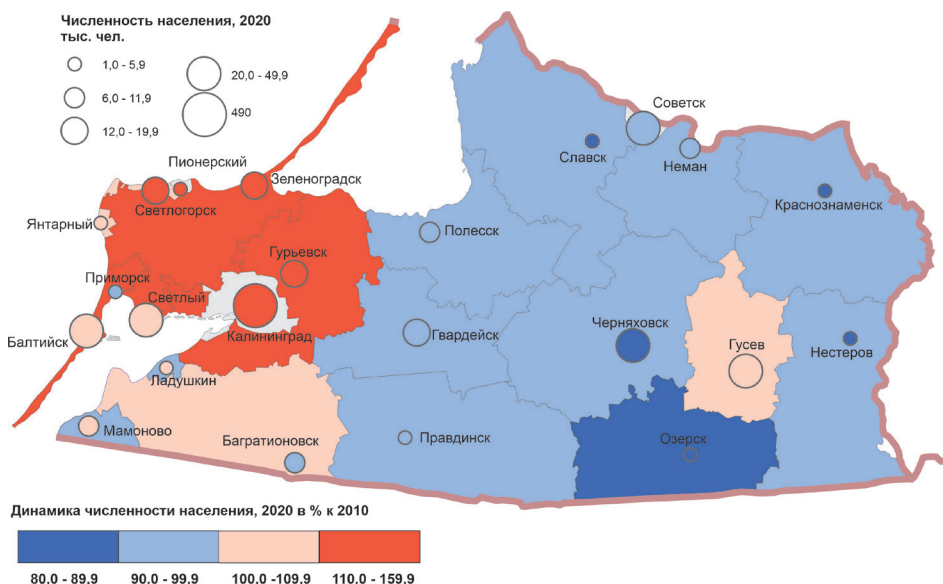 Численность населения, 2020
тыс. чел.
1,0 - 5,9
20,0 - 49,9
6,0 - 11,9
490
12,0 - 19,9
Советск
Пионерский
Славск
Неман
Зеленоградск
Светлогорск
Краснознаменск
Янтарный
Полесск
Гурьевск
Приморск
Светлый
Калининград
Балтийск
Гвардейск
Черняховск
Гусев
Нестеров
Ладушкин
Мамоново
Багратионовск
Правдинск
Озерск
Динамика численности населения, 2020 в % к 2010
80.0 - 89.9
90.0 - 99.9
100.0 -109.9
110.0 - 159.9